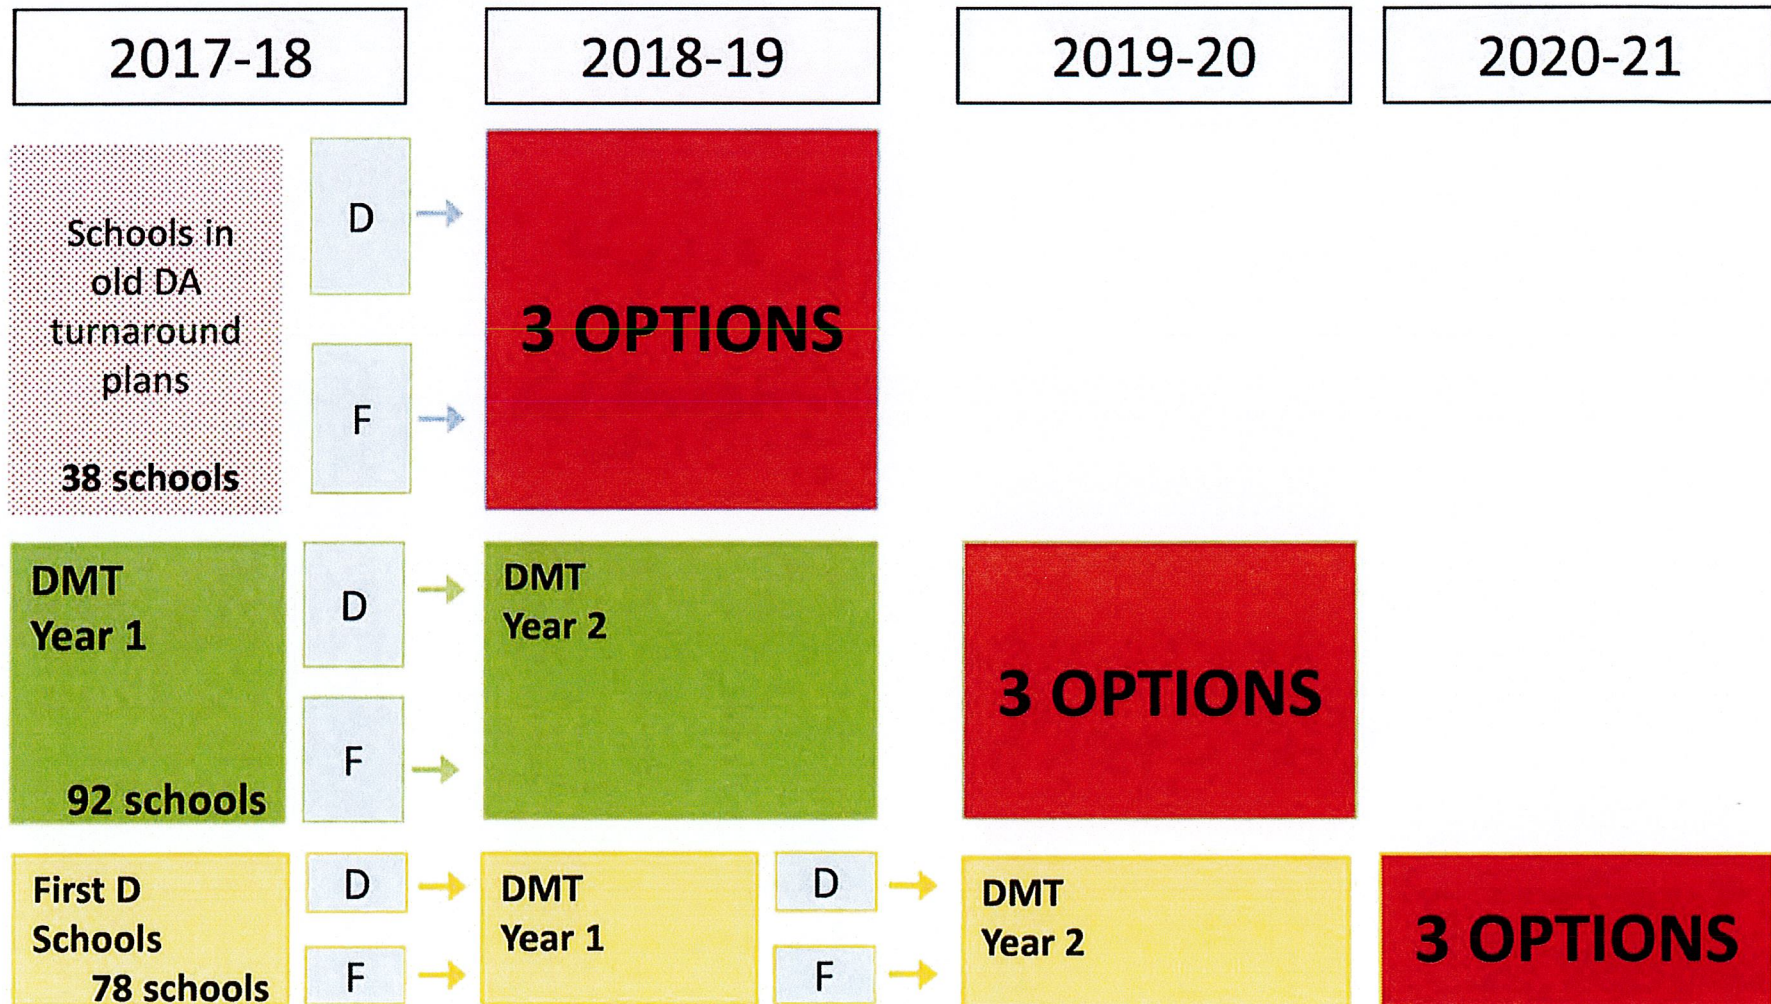 2017-18
2018-19
2019-20
2020-21
Schools in
old DA
turnaround
plans
38 schools
D
F
3 OPTIONS
DMT
Year 1
92 schools
D
F
DMT
Year 2
3 OPTIONS
First D
Schools
78 schools
D
F
DMT
Year 1
D
F
DMT
Year 2
3 OPTIONS